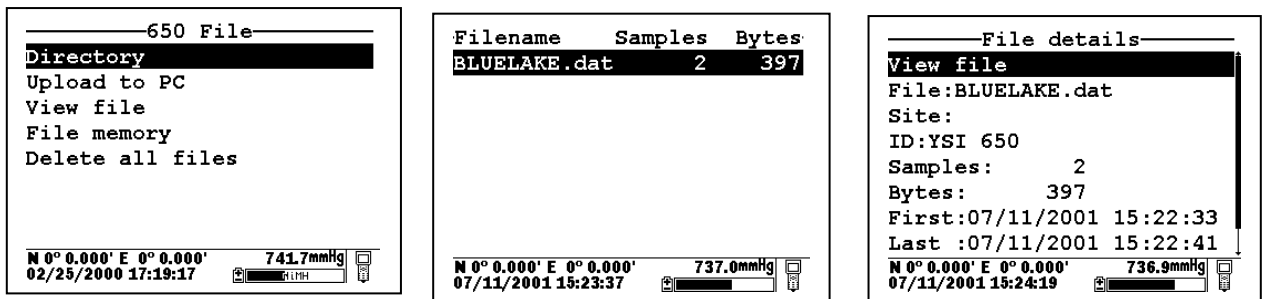 650 File
Directory
Upload to PC
View file
File memory
Delete all files
N 0° 0.000' E 0° 0.000' 741.7mmHg
02/25/2000 17:19:17 NiMH
Filename Samples Bytes
BLUELAKE.dat 2 397
N 0° 0.000' E 0° 0.000' 737.0mmHg
07/11/2001 15:23:37
File details
View file
File:BLUELAKE.dat
Site:
ID:YSI 650
Samples: 2
Bytes: 397
First:07/11/2001 15:22:33
Last :07/11/2001 15:22:41
N 0° 0.000' E 0° 0.000' 736.9mmHg
07/11/2001 15:24:19